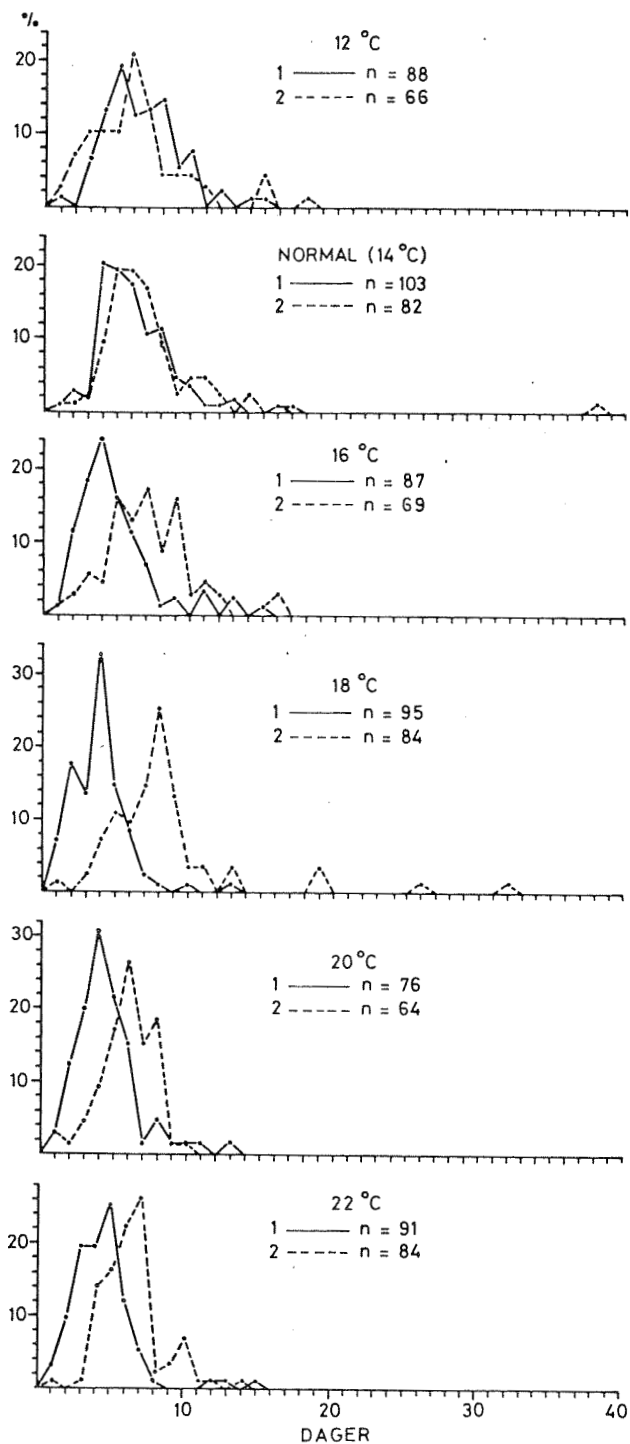 %
12 °C
1 ——— n = 88
2 ----- n = 66
20
10
NORMAL (14 °C)
1 ——— n = 103
2 ----- n = 82
20
10
16 °C
1 ——— n = 87
2 ----- n = 69
20
10
18 °C
1 ——— n = 95
2 ----- n = 84
30
20
10
20 °C
1 ——— n = 76
2 ----- n = 64
30
20
10
22 °C
1 ——— n = 91
2 ----- n = 84
20
10
10 20 30 40
DAGER